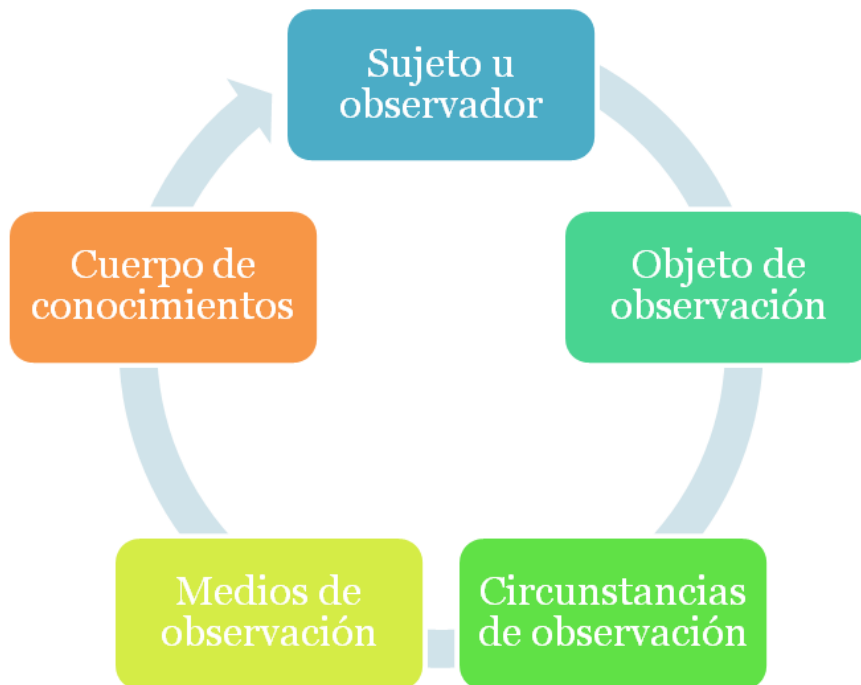 Sujeto u
observador
Objeto de
observación
Circunstancias
de observación
Medios de
observación
Cuerpo de
conocimientos